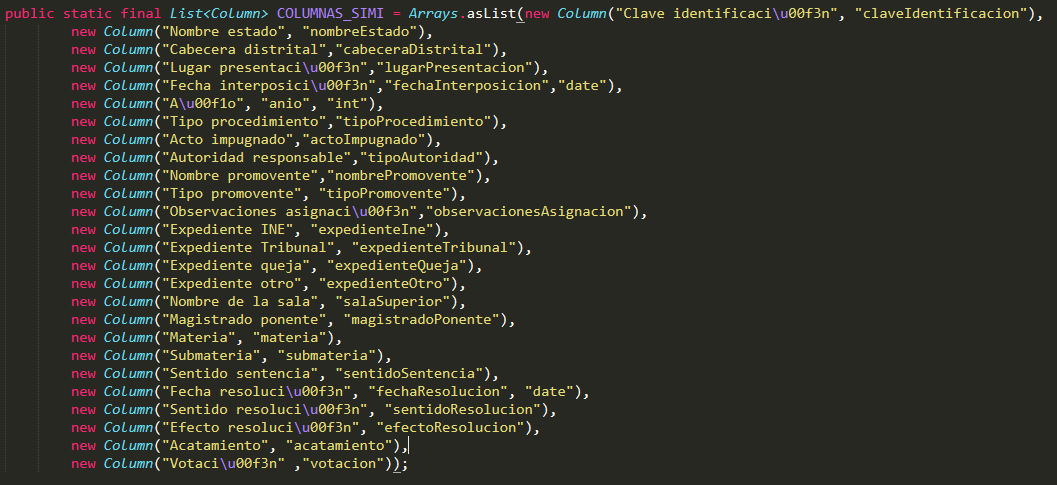 public static final List<Column> COLUMNAS_SIMI = Arrays.asList(new Column("Clave identificaci\u00f3n", "claveIdentificacion"),
new Column("Nombre estado", "nombreEstado"),
new Column("Cabecera distrital","cabeceraDistrital"),
new Column("Lugar presentaci\u00f3n","lugarPresentacion"),
new Column("Fecha interposici\u00f3n","fechaInterposicion","date"),
new Column("A\u00f1o", "anio", "int"),
new Column("Tipo procedimiento","tipoProcedimiento"),
new Column("Acto impugnado","actoImpugnado"),
new Column("Autoridad responsable","tipoAutoridad"),
new Column("Nombre promovente","nombrePromovente"),
new Column("Tipo promovente", "tipoPromovente"),
new Column("Observaciones asignaci\u00f3n","observacionesAsignacion"),
new Column("Expediente INE", "expedienteIne"),
new Column("Expediente Tribunal", "expedienteTribunal"),
new Column("Expediente queja", "expedienteQueja"),
new Column("Expediente otro", "expedienteOtro"),
new Column("Nombre de la sala", "salaSuperior"),
new Column("Magistrado ponente", "magistradoPonente"),
new Column("Materia", "materia"),
new Column("Submateria", "submateria"),
new Column("Sentido sentencia", "sentidoSentencia"),
new Column("Fecha resoluci\u00f3n", "fechaResolucion", "date"),
new Column("Sentido resoluci\u00f3n", "sentidoResolucion"),
new Column("Efecto resoluci\u00f3n", "efectoResolucion"),
new Column("Acatamiento", "acatamiento"),
new Column("Votaci\u00f3n" ,"votacion"));